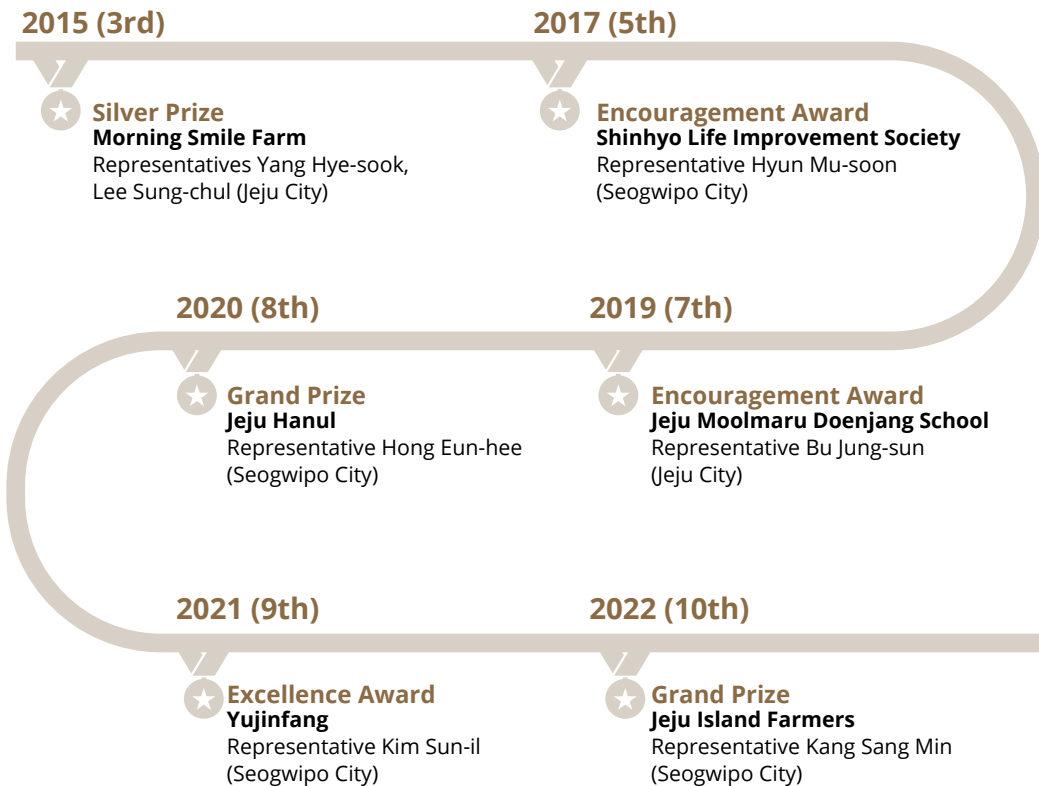 2015 (3rd)
Silver Prize
Morning Smile Farm
Representatives Yang Hye-sook,
Lee Sung-chul (Jeju City)
2017 (5th)
Encouragement Award
Shinhyo Life Improvement Society
Representative Hyun Mu-soon
(Seogwipo City)
2019 (7th)
Encouragement Award
Jeju Moolmaru Doenjang School
Representative Bu Jung-sun
(Jeju City)
2020 (8th)
Grand Prize
Jeju Hanul
Representative Hong Eun-hee
(Seogwipo City)
2021 (9th)
Excellence Award
Yujinfang
Representative Kim Sun-il
(Seogwipo City)
2022 (10th)
Grand Prize
Jeju Island Farmers
Representative Kang Sang Min
(Seogwipo City)